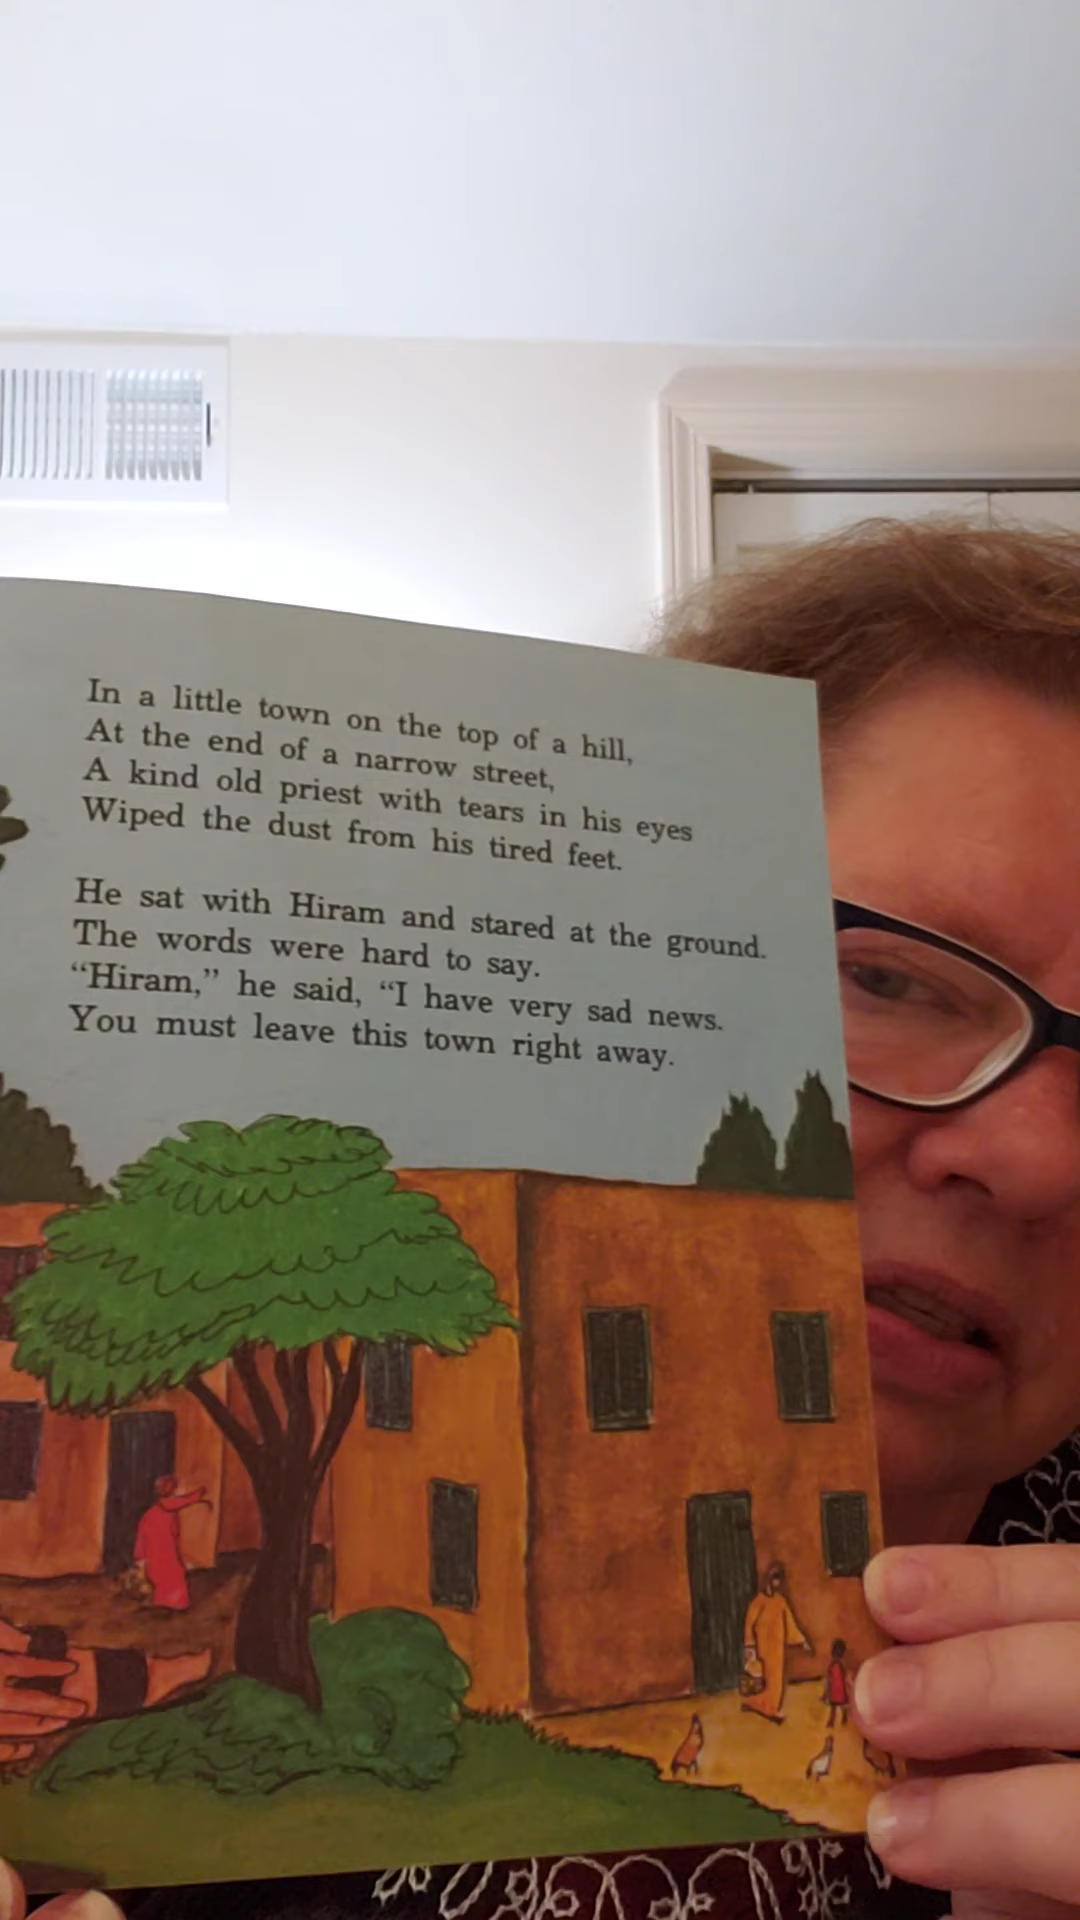 In a little town on the top of a hill,
At the end of a narrow street,
A kind old priest with tears in his eyes
Wiped the dust from his tired feet.
He sat with Hiram and stared at the ground.
The words were hard to say.
“Hiram,” he said, “I have very sad news.
You must leave this town right away.